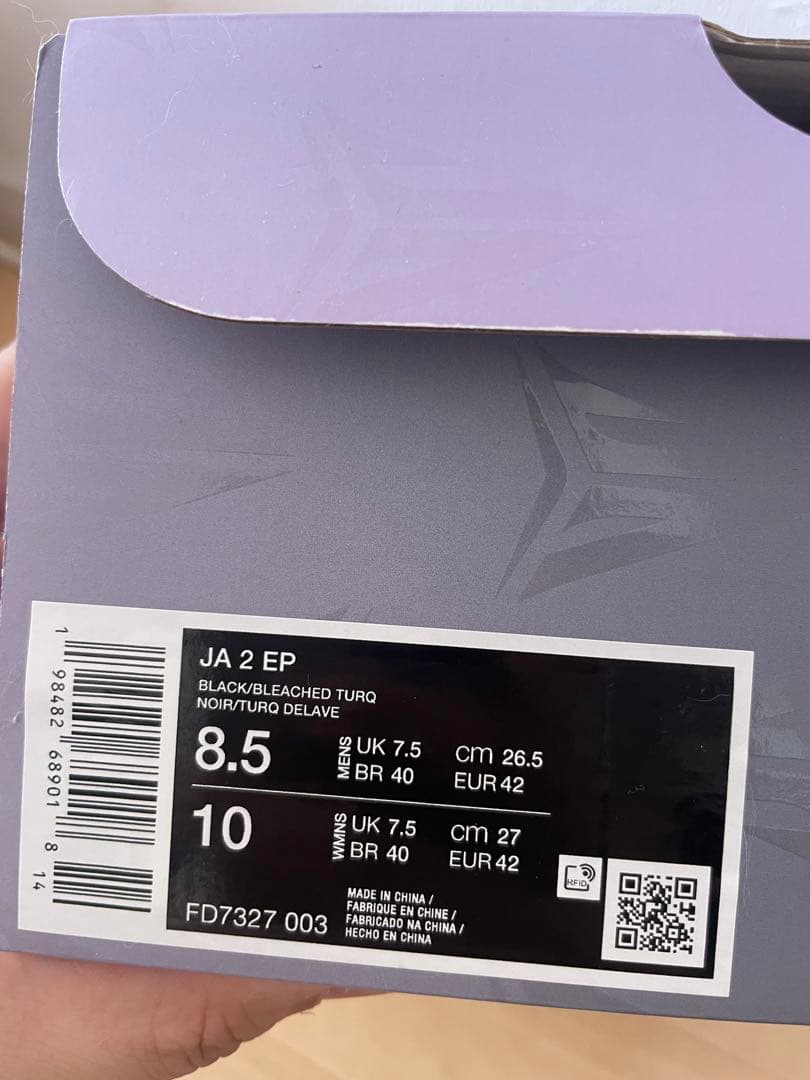 JA 2 EP
BLACK/BLEACHED TURQ
NOIR/TURQ DELAVE
8.5 MENS UK 7.5 cm 26.5
BR 40 EUR 42
10 WMNS UK 7.5 cm 27
BR 40 EUR 42
RFID
FD7327 003
MADE IN CHINA /
FABRIQUE EN CHINE /
FABRICADO NA CHINA /
HECHO EN CHINA
1 98482 68901 8 14